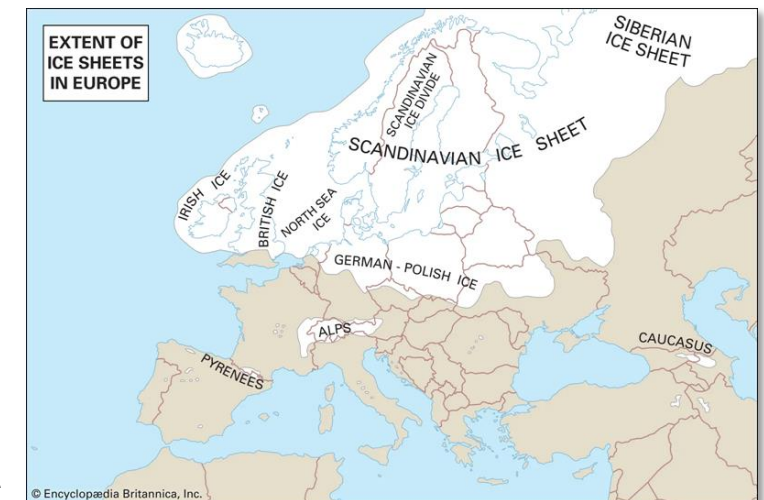 EXTENT OF
ICE SHEETS
IN EUROPE
SIBERIAN
ICE SHEET
SCANDINAVIAN
ICE DIVIDE
SCANDINAVIAN ICE SHEET
IRISH ICE
BRITISH ICE
NORTH SEA
ICE
GERMAN - POLISH ICE
ALPS
CAUCASUS
PYRENEES
© Encyclopædia Britannica, Inc.